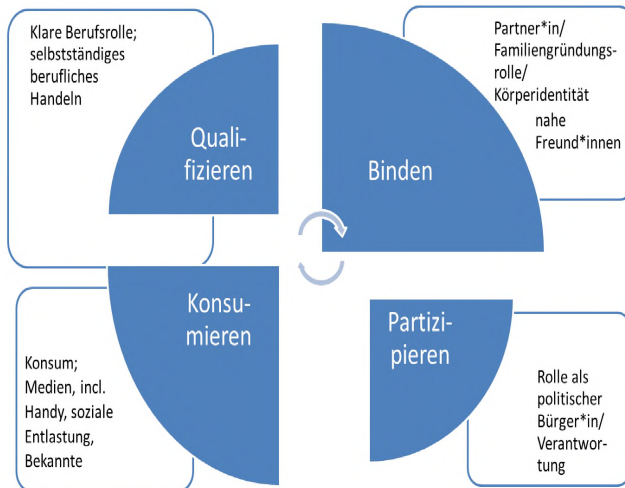 Klare Berufsrolle;
selbstständiges
berufliches
Handeln
Quali-
fizieren
Partner*in/
Familiengründungs-
rolle/
Körperidentität
nahe
Freund*innen
Binden
Konsum;
Medien, incl.
Handy, soziale
Entlastung,
Bekannte
Konsu-
mieren
Partizi-
pieren
Rolle als
politischer
Bürger*in/
Verantwor-
tung